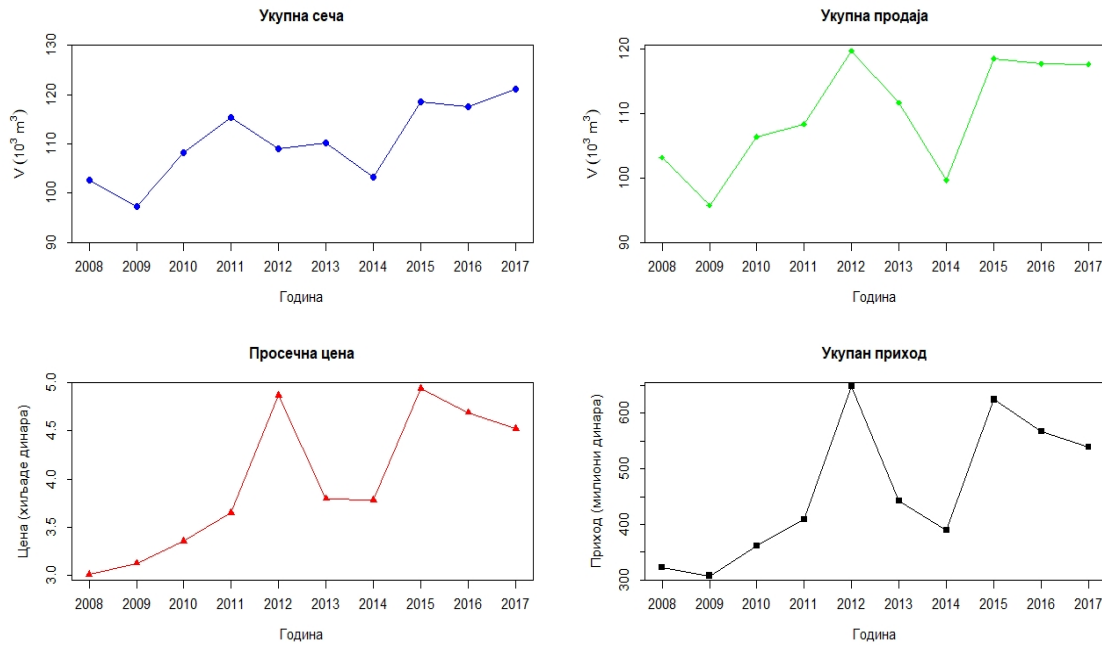 Укупна сеча
V (10³ m³)
130
120
110
100
90
2008 2009 2010 2011 2012 2013 2014 2015 2016 2017
Година
Укупна продаја
V (10³ m³)
120
110
100
90
2008 2009 2010 2011 2012 2013 2014 2015 2016 2017
Година
Просечна цена
Цена (хиљаде динара)
5.0
4.5
4.0
3.5
3.0
2008 2009 2010 2011 2012 2013 2014 2015 2016 2017
Година
Укупан приход
Приход (милиони динара)
600
500
400
300
2008 2009 2010 2011 2012 2013 2014 2015 2016 2017
Година